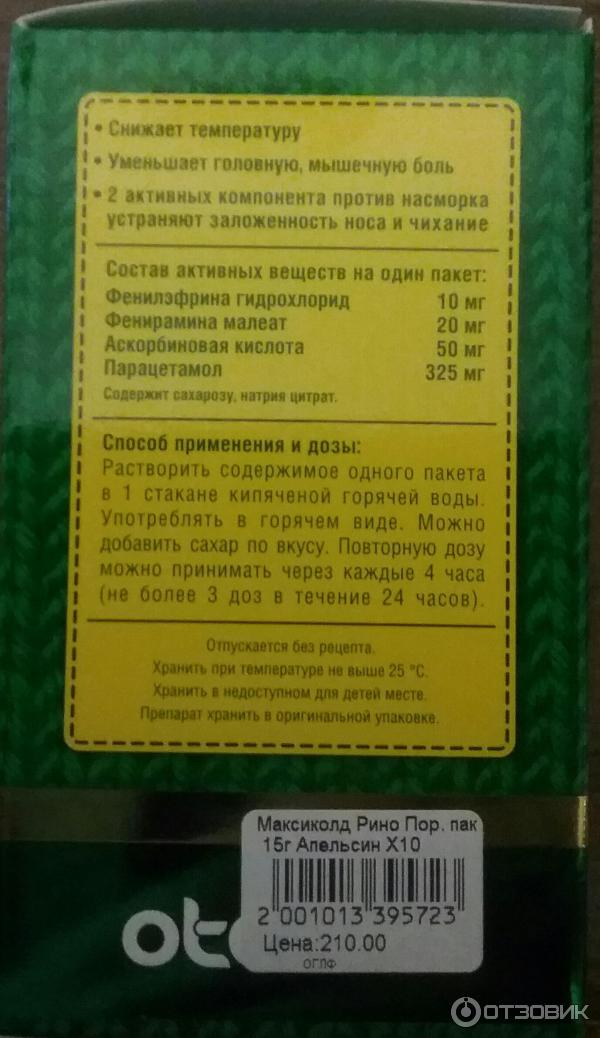 • Снижает температуру
• Уменьшает головную, мышечную боль
• 2 активных компонента против насморка
устраняют заложенность носа и чихание
Состав активных веществ на один пакет:
Фенилэфрина гидрохлорид 10 мг
Фенирамина малеат 20 мг
Аскорбиновая кислота 50 мг
Парацетамол 325 мг
Содержит сахарозу, натрия цитрат.
Способ применения и дозы:
Растворить содержимое одного пакета
в 1 стакане кипяченой горячей воды.
Употреблять в горячем виде. Можно
добавить сахар по вкусу. Повторную дозу
можно принимать через каждые 4 часа
(не более 3 доз в течение 24 часов).
Отпускается без рецепта.
Хранить при температуре не выше 25 °С.
Хранить в недоступном для детей месте.
Препарат хранить в оригинальной упаковке.
Максиколд Рино Пор. пак
15г Апельсин Х10
2 001013 395723
Цена:210.00
ОГЛФ
ОТЗОВИК